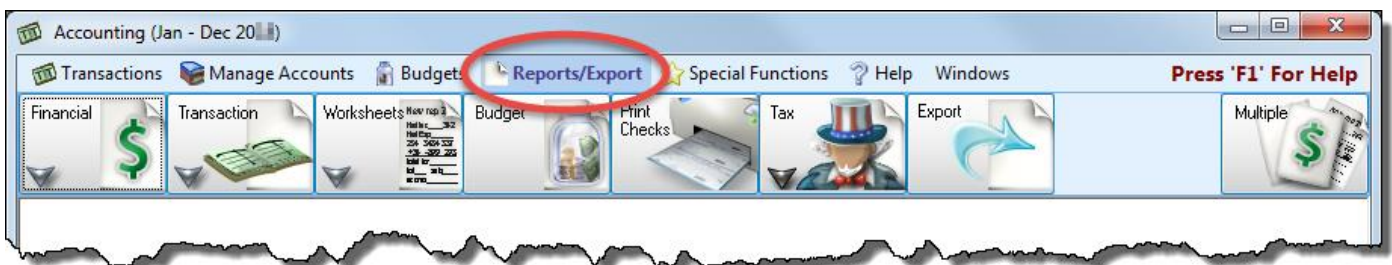 Accounting (Jan - Dec 20
Transactions Manage Accounts Budgets Reports/Export Special Functions Help Windows Press 'F1' For Help
Financial Transaction Worksheets Budget Print Checks Tax Export Multiple